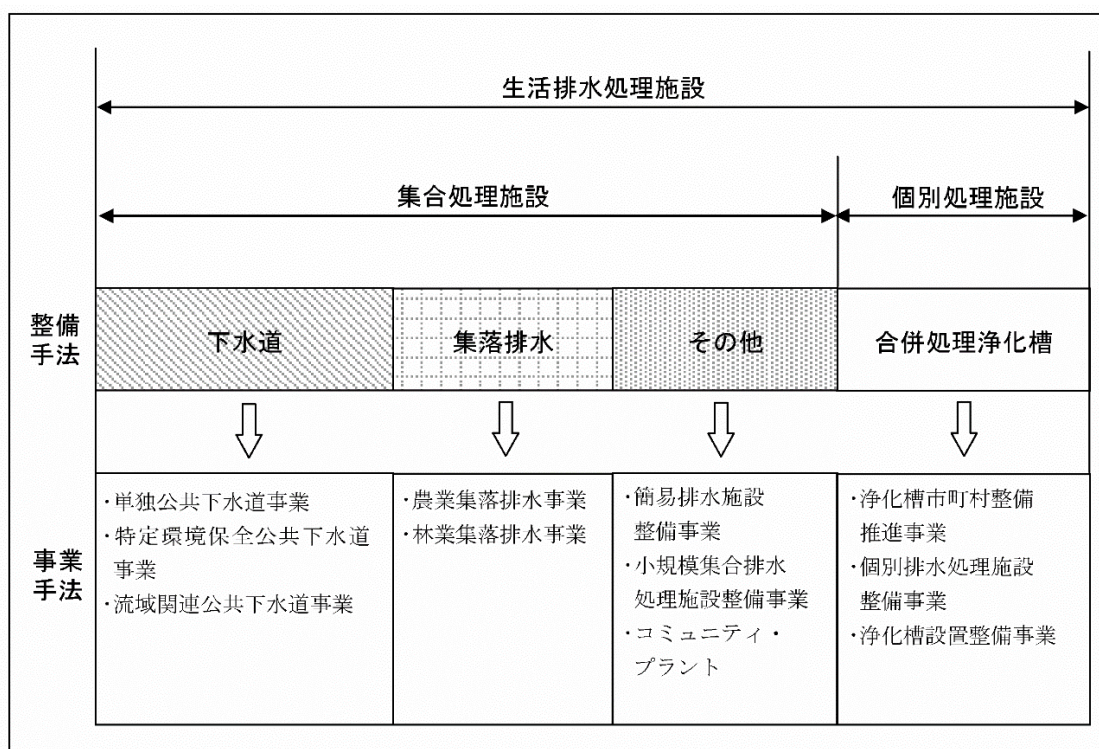 生活排水処理施設
集合処理施設
個別処理施設
整備
手法
下水道
集落排水
その他
合併処理浄化槽
事業
手法
・単独公共下水道事業
・特定環境保全公共下水道
事業
・流域関連公共下水道事業
・農業集落排水事業
・林業集落排水事業
・簡易排水施設
整備事業
・小規模集合排水
処理施設整備事業
・コミュニティ・
プラント
・浄化槽市町村整備
推進事業
・個別排水処理施設
整備事業
・浄化槽設置整備事業